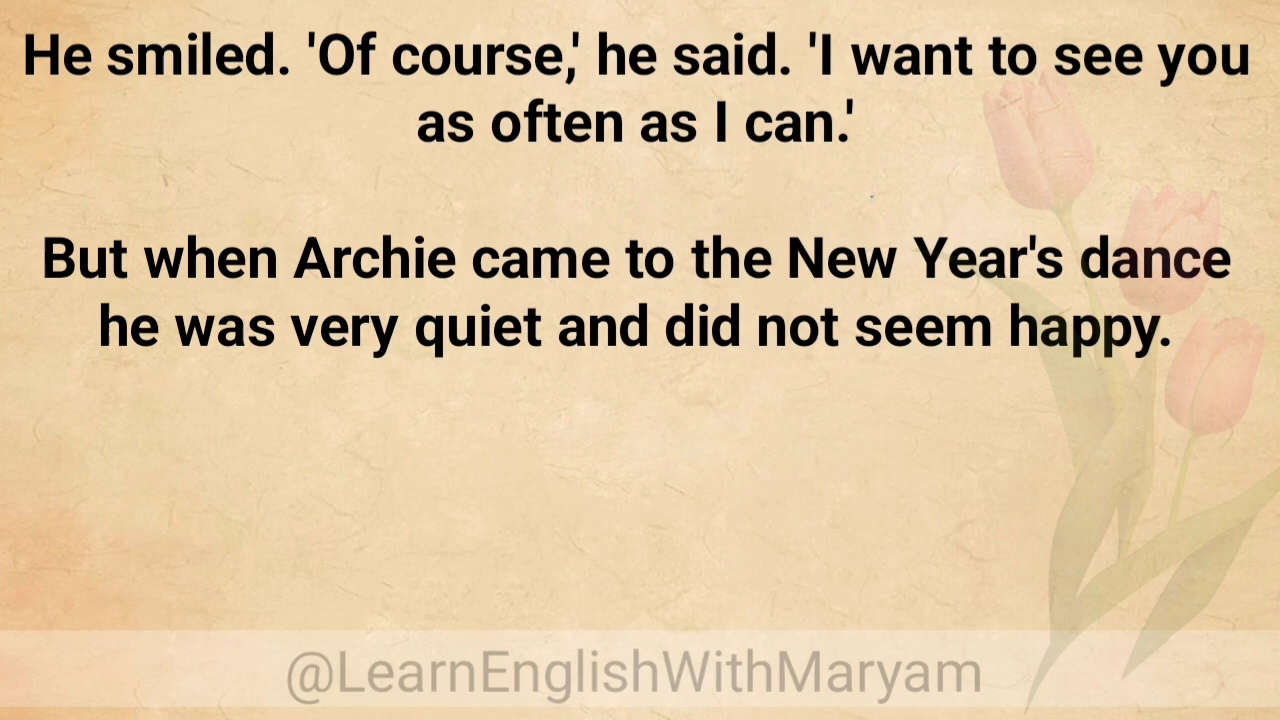 He smiled. 'Of course,' he said. 'I want to see you
as often as I can.'
But when Archie came to the New Year's dance
he was very quiet and did not seem happy.
@LearnEnglishWithMaryam